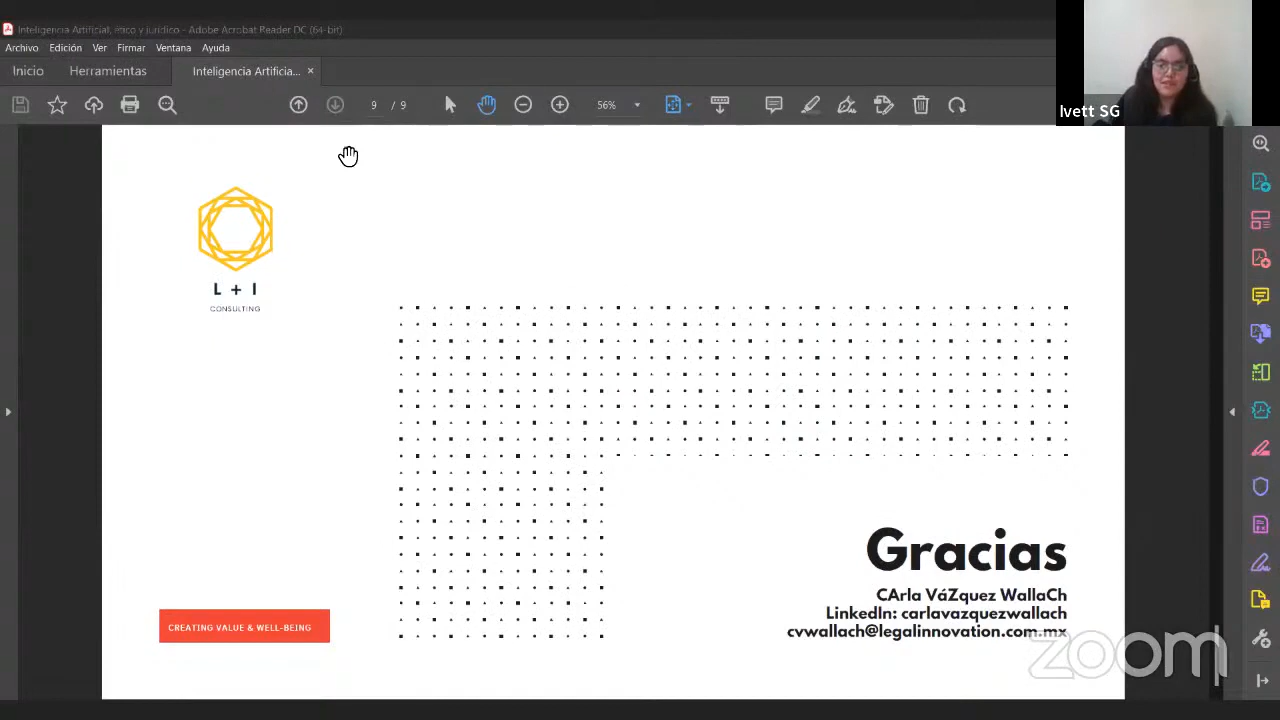 Inteligencia Artificial, ético y jurídico - Adobe Acrobat Reader DC (64-bit)
Archivo Edición Ver Firmar Ventana Ayuda
Inicio Herramientas Inteligencia Artificia... ×
9 / 9 56%
Ivett SG
L + I
CONSULTING
Gracias
CArla VáZquez WallaCh
LinkedIn: carlavazquezwallach
cvwallach@legalinnovation.com.mx
CREATING VALUE & WELL-BEING
zoom